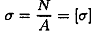 σ = N/A = [σ]